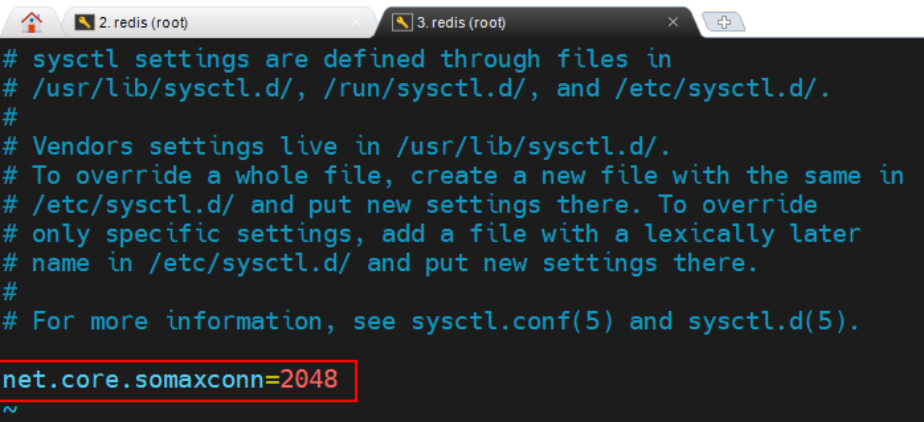 2. redis (root)
3. redis (root)
# sysctl settings are defined through files in
# /usr/lib/sysctl.d/, /run/sysctl.d/, and /etc/sysctl.d/.
#
# Vendors settings live in /usr/lib/sysctl.d/.
# To override a whole file, create a new file with the same in
# /etc/sysctl.d/ and put new settings there. To override
# only specific settings, add a file with a lexically later
# name in /etc/sysctl.d/ and put new settings there.
#
# For more information, see sysctl.conf(5) and sysctl.d(5).
net.core.somaxconn=2048
~